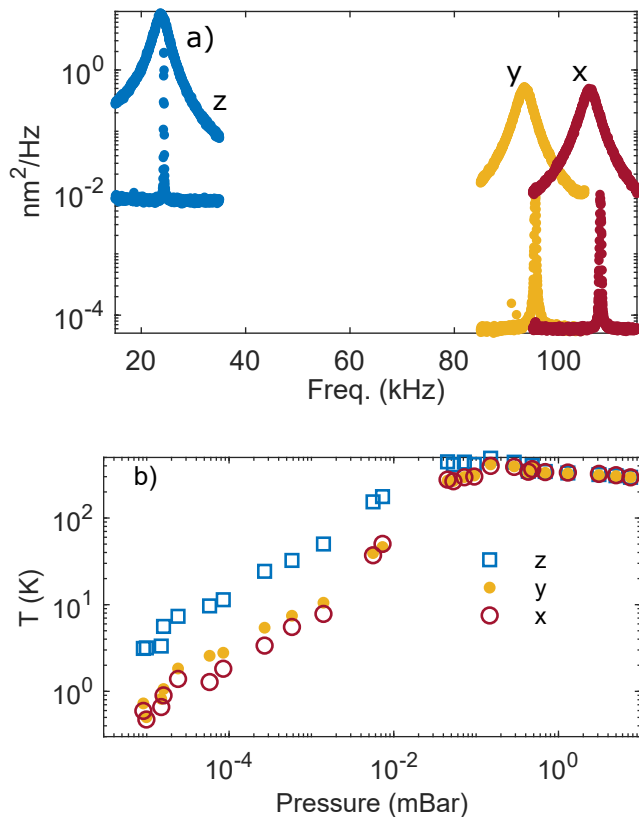 a)
z
y x
10^0
10^-2
10^-4
nm^2/Hz
20 40 60 80 100
Freq. (kHz)
b)
10^2
10^1
10^0
T (K)
z
y
x
10^-4 10^-2 10^0
Pressure (mBar)